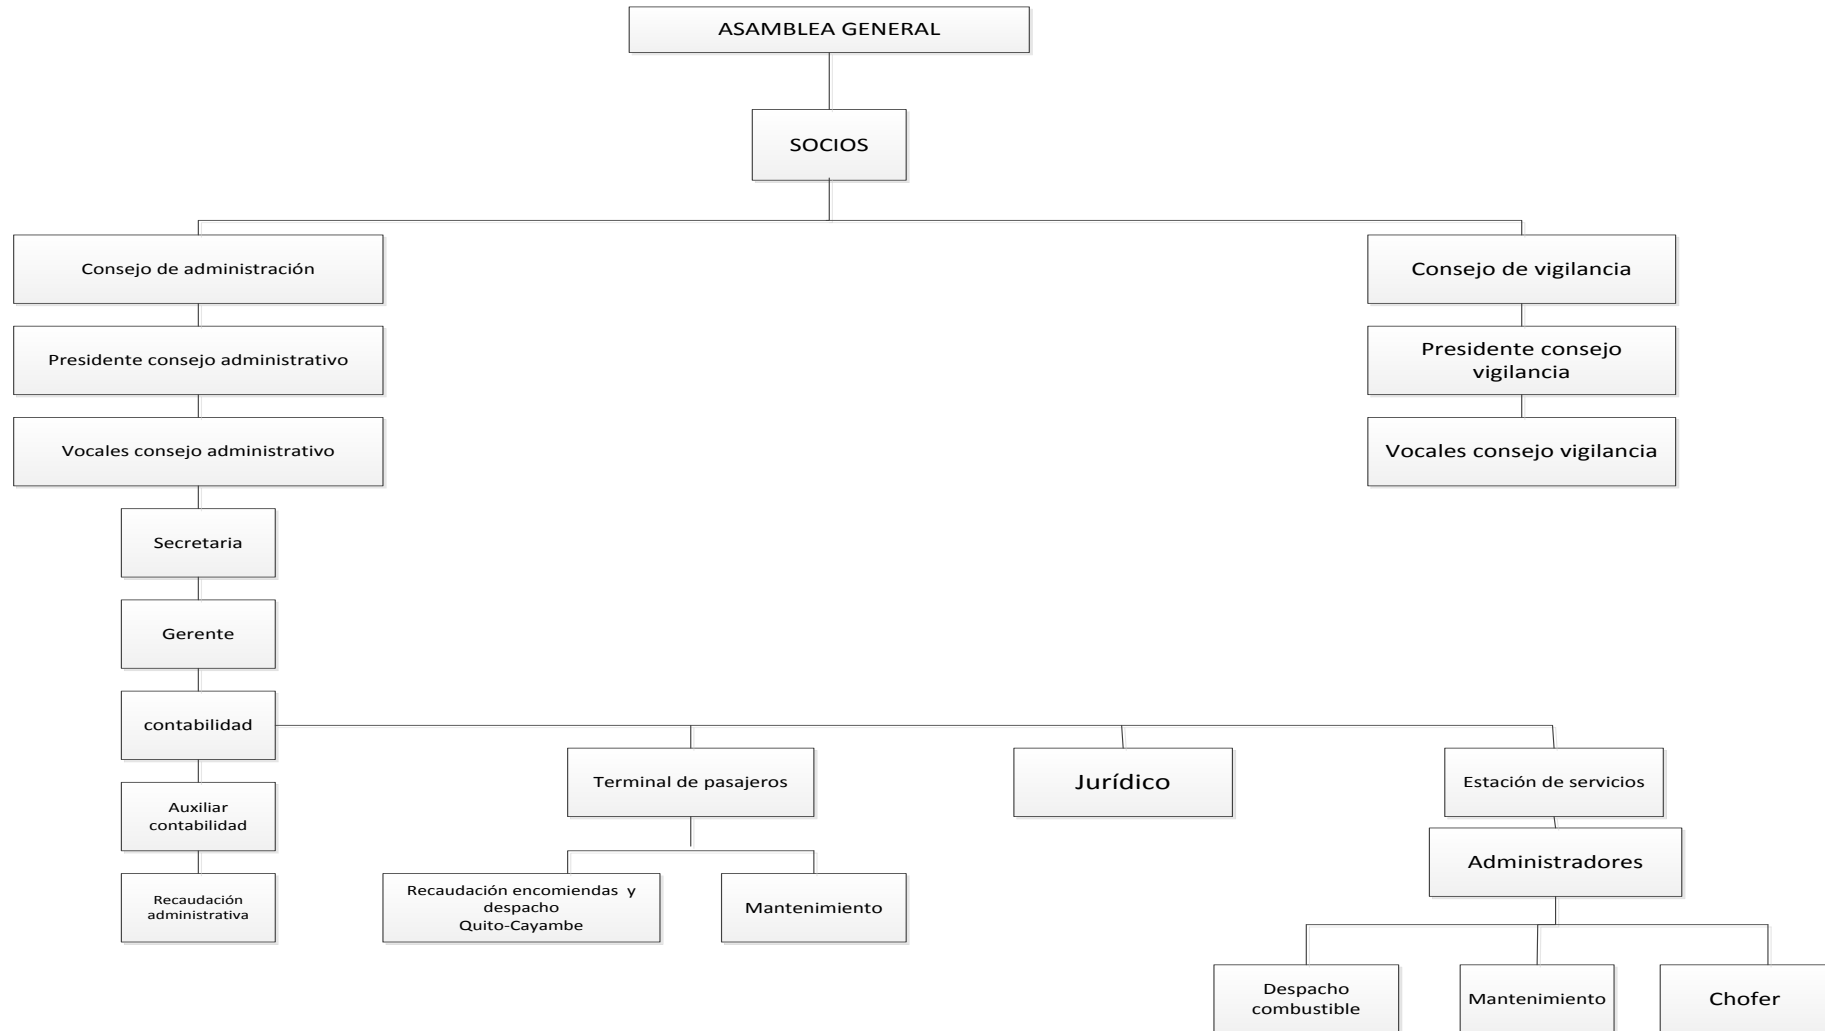 ASAMBLEA GENERAL
SOCIOS
Consejo de administración
Consejo de vigilancia
Presidente consejo administrativo
Presidente consejo
vigilancia
Vocales consejo administrativo
Vocales consejo vigilancia
Secretaria
Gerente
contabilidad
Terminal de pasajeros
Jurídico
Estación de servicios
Auxiliar
contabilidad
Administradores
Recaudación
administrativa
Recaudación encomiendas y
despacho
Quito-Cayambe
Mantenimiento
Despacho
combustible
Mantenimiento
Chofer